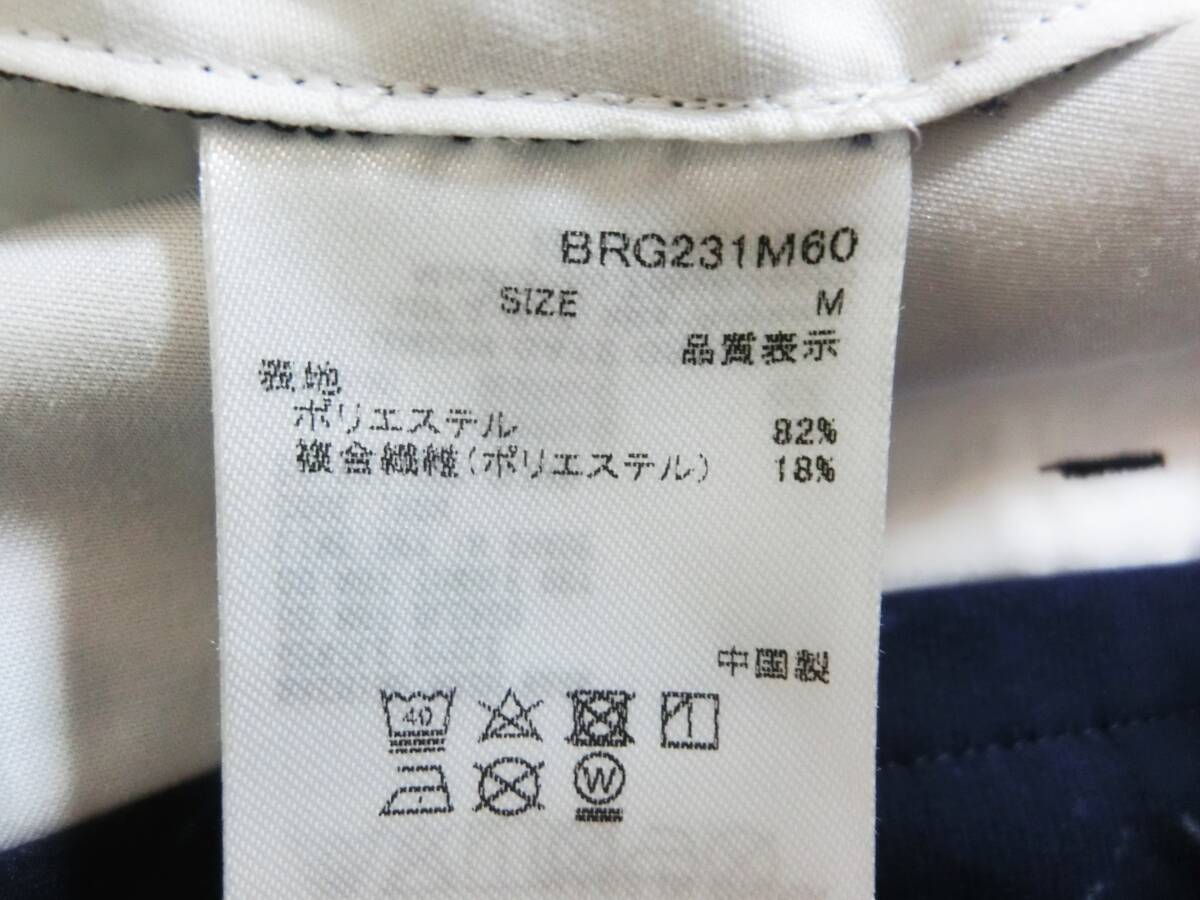 BRG231M60
SIZE M
品質表示
表地
ポリエステル 82%
複合繊維(ポリエステル) 18%
中国製
40
W